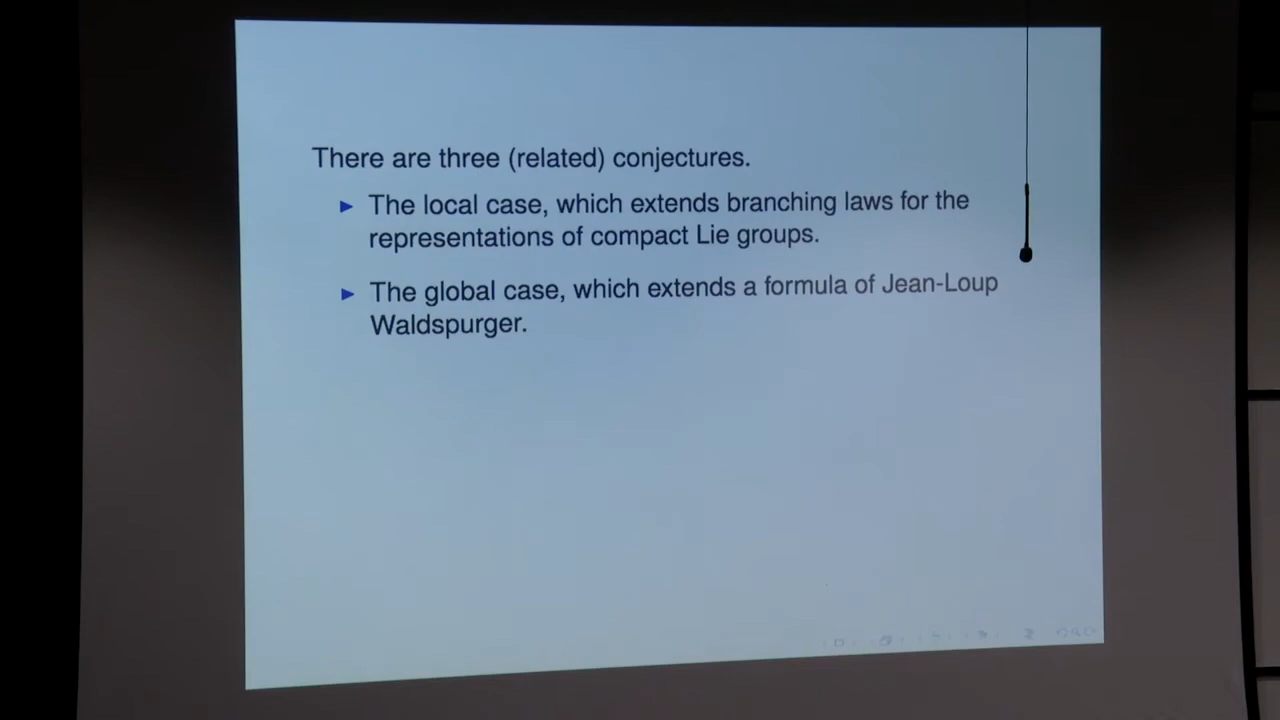 There are three (related) conjectures.
The local case, which extends branching laws for the
representations of compact Lie groups.
The global case, which extends a formula of Jean-Loup
Waldspurger.